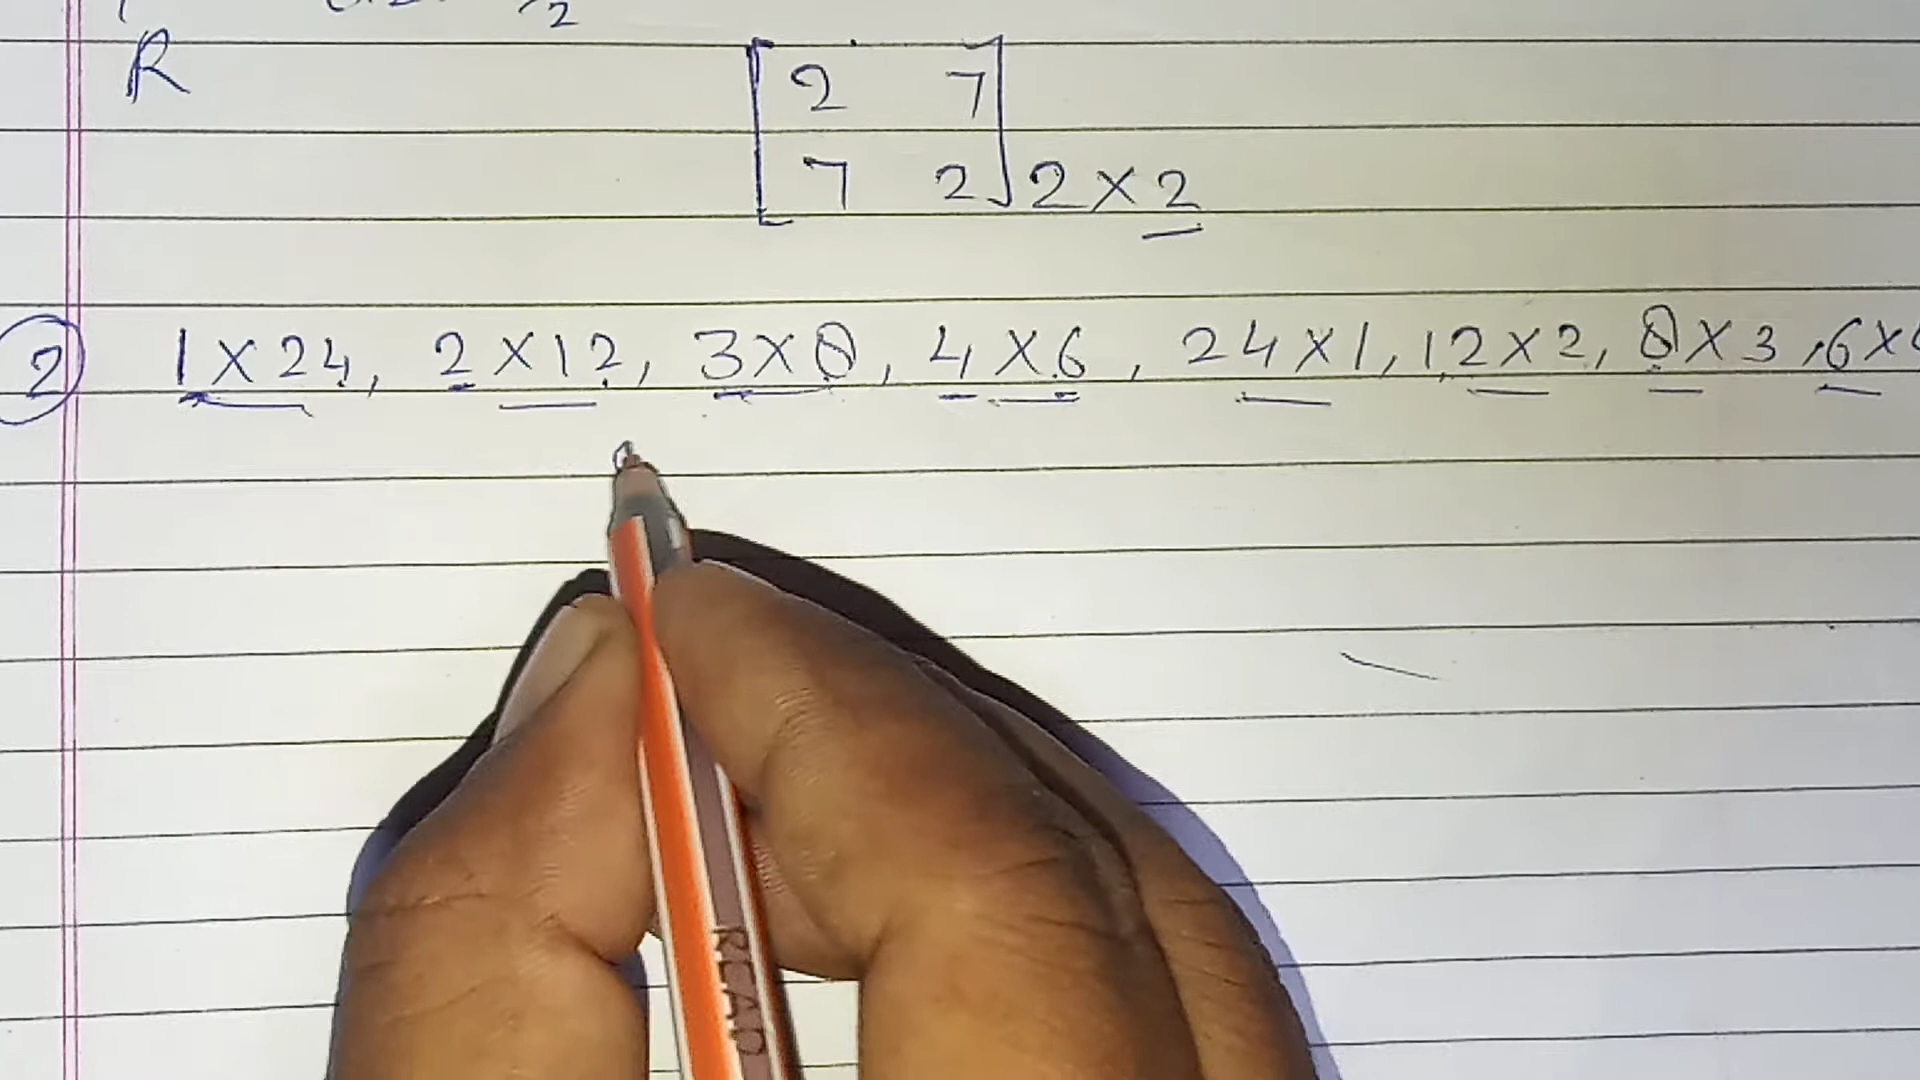 R
2 7
7 2 2 × 2
2 1 × 24, 2 × 12, 3 × 8, 4 × 6, 24 × 1, 12 × 2, 8 × 3, 6 ×
READ